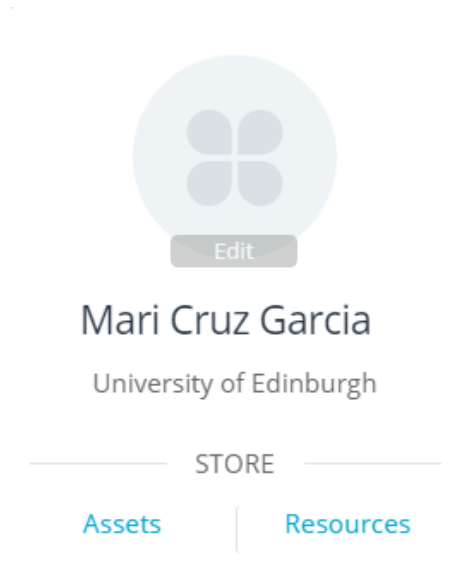 Edit
Mari Cruz Garcia
University of Edinburgh
STORE
Assets Resources